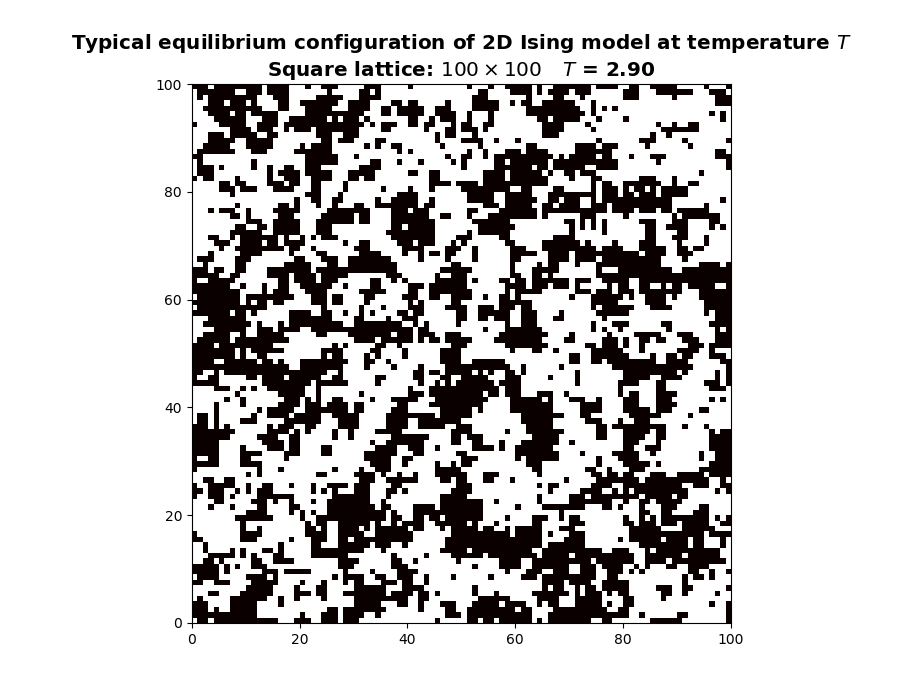 Typical equilibrium configuration of 2D Ising model at temperature T
Square lattice: 100 × 100 T = 2.90
100
80
60
40
20
0
0 20 40 60 80 100